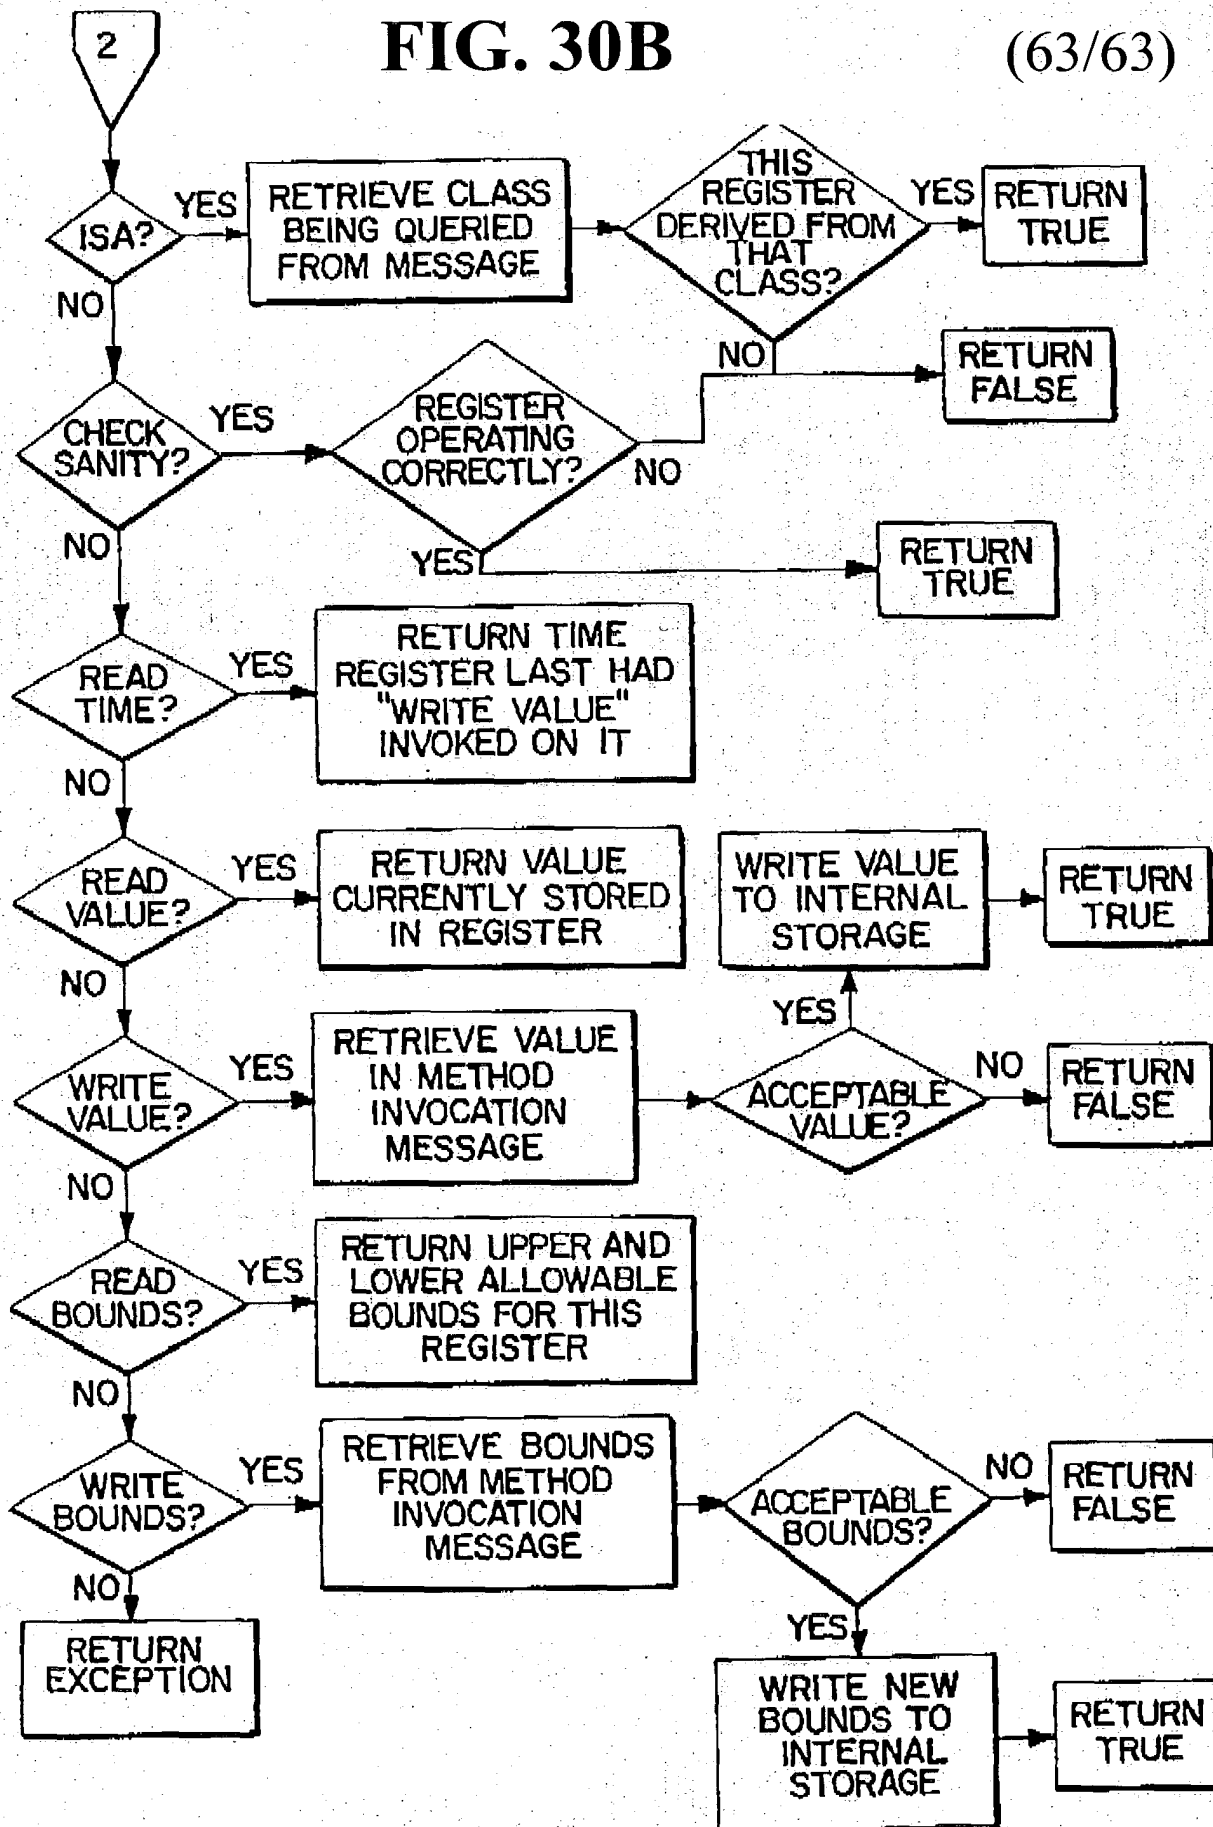 2
FIG. 30B
(63/63)
ISA?
YES
RETRIEVE CLASS
BEING QUERIED
FROM MESSAGE
THIS
REGISTER
DERIVED FROM
THAT
CLASS?
YES
RETURN
TRUE
NO
NO
RETURN
FALSE
CHECK
SANITY?
YES
REGISTER
OPERATING
CORRECTLY?
NO
NO
YES
RETURN
TRUE
READ
TIME?
YES
RETURN TIME
REGISTER LAST HAD
"WRITE VALUE"
INVOKED ON IT
NO
READ
VALUE?
YES
RETURN VALUE
CURRENTLY STORED
IN REGISTER
WRITE VALUE
TO INTERNAL
STORAGE
RETURN
TRUE
NO
YES
WRITE
VALUE?
YES
RETRIEVE VALUE
IN METHOD
INVOCATION
MESSAGE
ACCEPTABLE
VALUE?
NO
RETURN
FALSE
NO
READ
BOUNDS?
YES
RETURN UPPER AND
LOWER ALLOWABLE
BOUNDS FOR THIS
REGISTER
NO
WRITE
BOUNDS?
YES
RETRIEVE BOUNDS
FROM METHOD
INVOCATION
MESSAGE
ACCEPTABLE
BOUNDS?
NO
RETURN
FALSE
NO
YES
RETURN
EXCEPTION
WRITE NEW
BOUNDS TO
INTERNAL
STORAGE
RETURN
TRUE